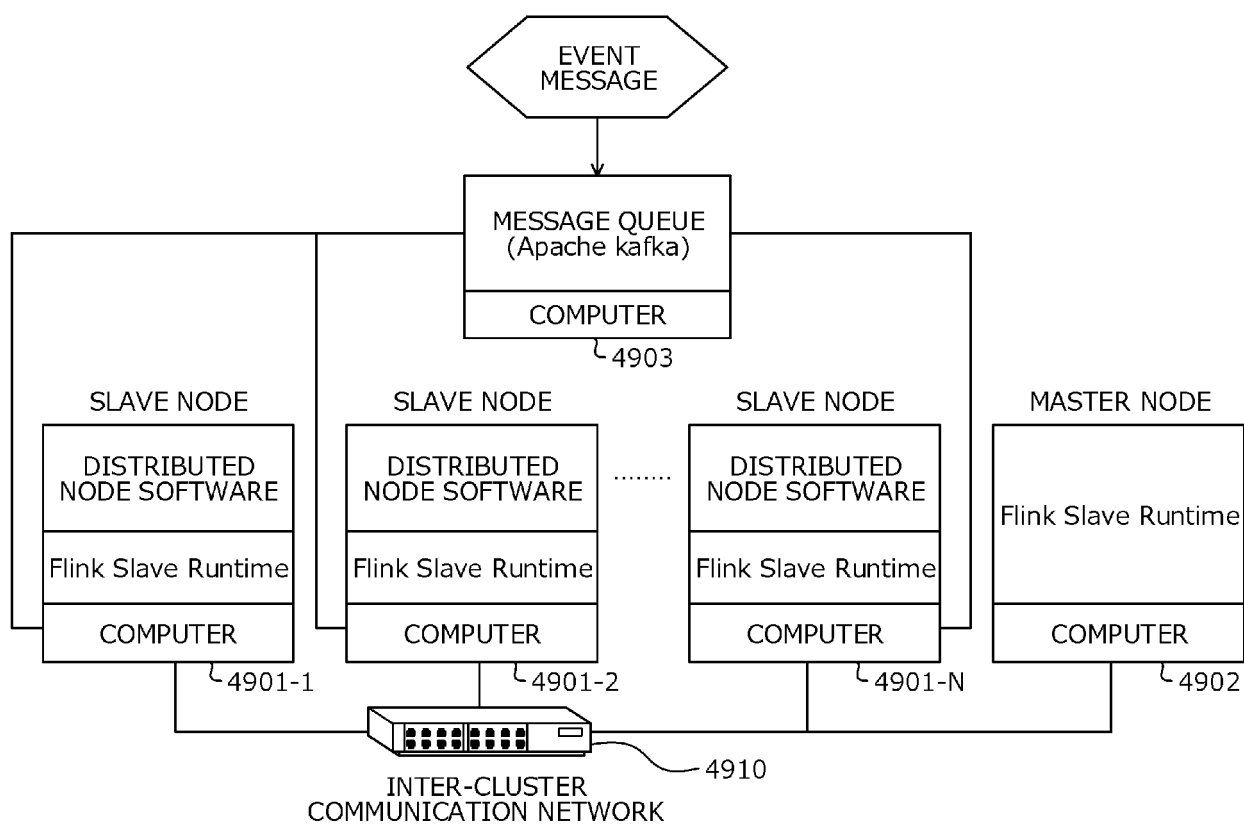 EVENT
MESSAGE
MESSAGE QUEUE
(Apache kafka)
COMPUTER
4903
SLAVE NODE
SLAVE NODE
SLAVE NODE
MASTER NODE
DISTRIBUTED
NODE SOFTWARE
Flink Slave Runtime
COMPUTER
4901-1
DISTRIBUTED
NODE SOFTWARE
Flink Slave Runtime
COMPUTER
4901-2
........
DISTRIBUTED
NODE SOFTWARE
Flink Slave Runtime
COMPUTER
4901-N
Flink Slave Runtime
COMPUTER
4902
4910
INTER-CLUSTER
COMMUNICATION NETWORK